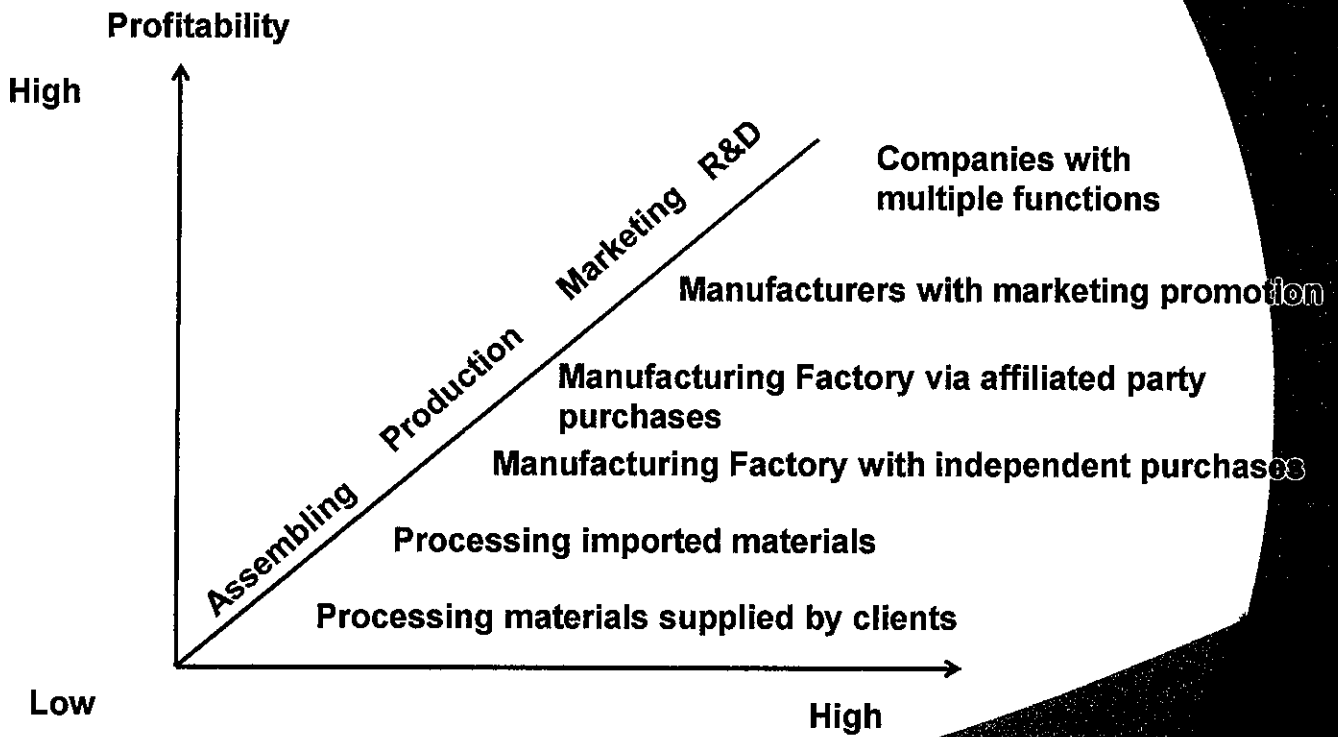 Profitability
High
R&D
Companies with
multiple functions
Marketing
Manufacturers with marketing promotion
Production
Manufacturing Factory via affiliated party
purchases
Manufacturing Factory with independent purchases
Assembling
Processing imported materials
Processing materials supplied by clients
Low
High